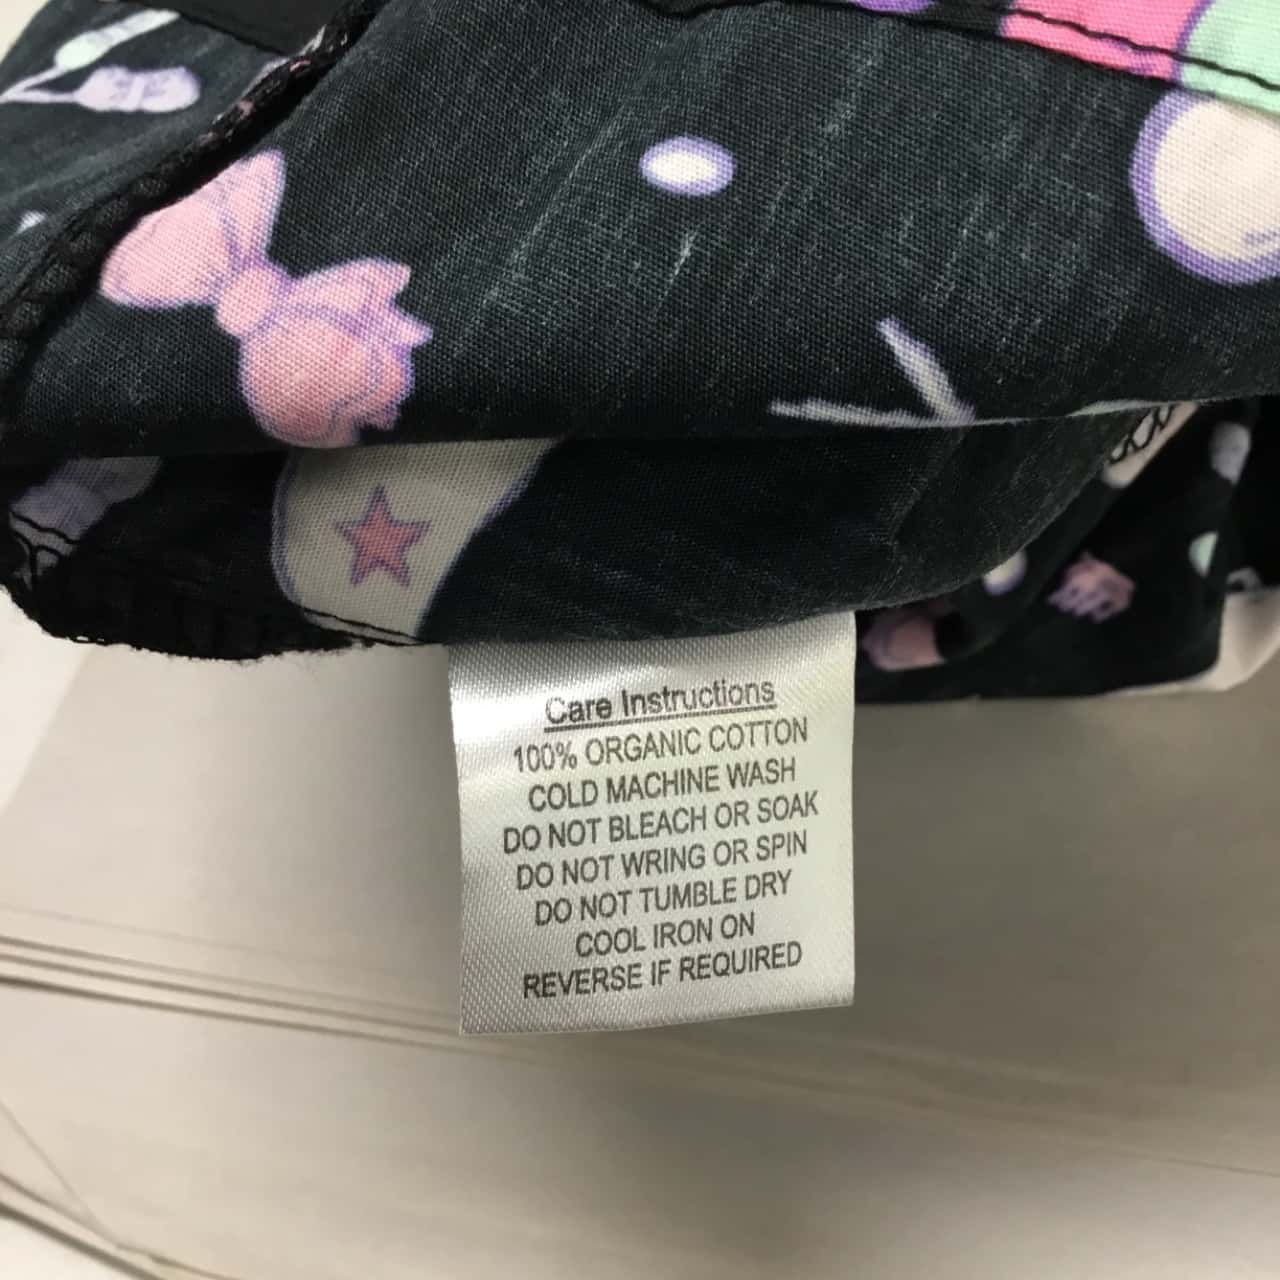 Care Instructions
100% ORGANIC COTTON
COLD MACHINE WASH
DO NOT BLEACH OR SOAK
DO NOT WRING OR SPIN
DO NOT TUMBLE DRY
COOL IRON ON
REVERSE IF REQUIRED